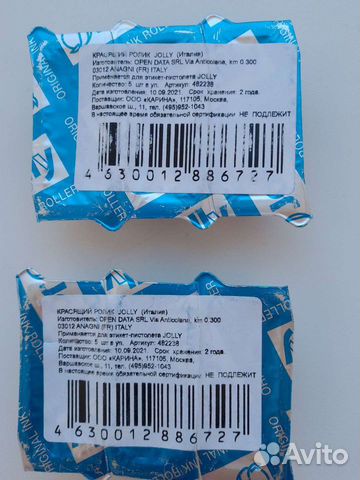 ORIGINAL INK ROLLER
КРАСЯЩИЙ РОЛИК JOLLY (Италия)
Изготовитель: OPEN DATA SRL Via Anticolana, km 0.300
03012 ANAGNI (FR) ITALY
Применяется для этикет-пистолета JOLLY
Количество: 5 шт в уп. Артикул: 482238
Дата изготовления: 10.09.2021. Срок хранения: 2 года.
Поставщик: ООО «КАРИНА», 117105, Москва,
Варшавское ш., 11, тел. (495)952-1043
В настоящее время обязательной сертификации НЕ ПОДЛЕЖИТ
4 630012 886727
КРАСЯЩИЙ РОЛИК JOLLY (Италия)
Изготовитель: OPEN DATA SRL Via Anticolana, km 0.300
03012 ANAGNI (FR) ITALY
Применяется для этикет-пистолета JOLLY
Количество: 5 шт в уп. Артикул: 482238
Дата изготовления: 10.09.2021. Срок хранения: 2 года.
Поставщик: ООО «КАРИНА», 117105, Москва,
Варшавское ш., 11, тел. (495)952-1043
В настоящее время обязательной сертификации НЕ ПОДЛЕЖИТ
4 630012 886727
ORIGINAL INK ROLLER
Avito